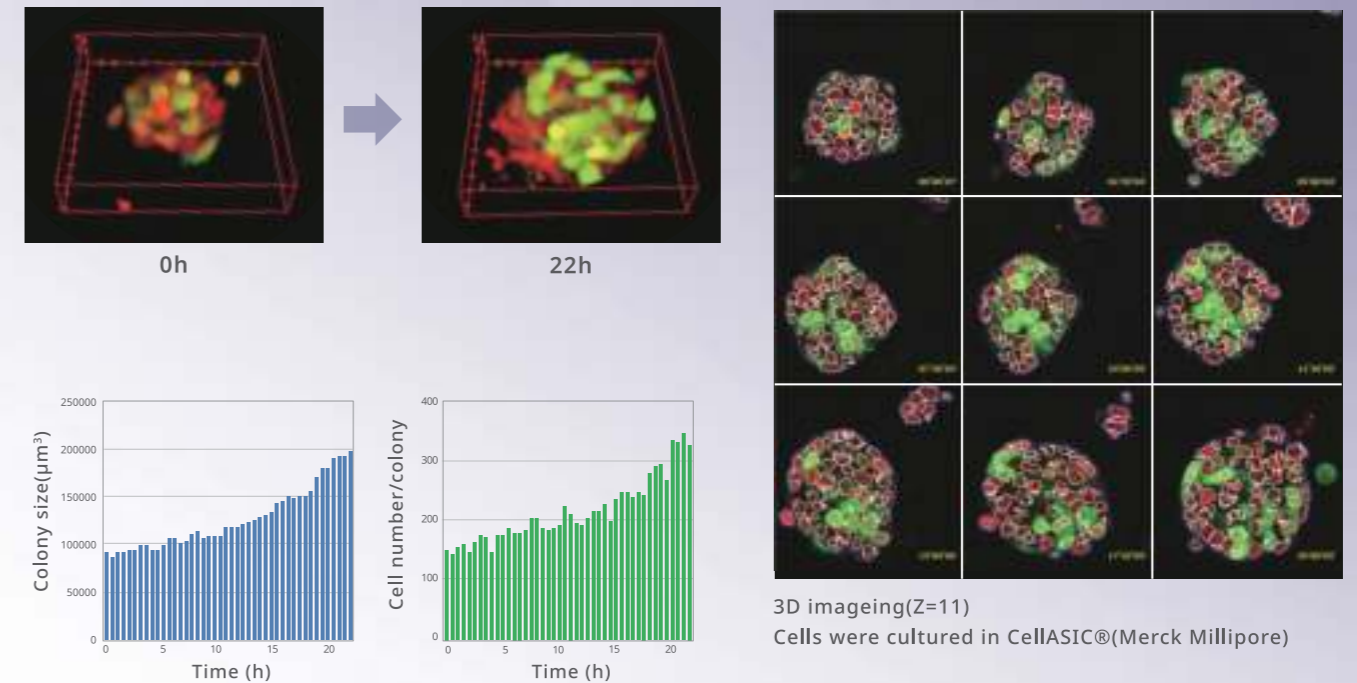 0h
22h
250000
200000
150000
100000
50000
0
Colony size(μm³)
0
5
10
15
20
Time (h)
400
300
200
100
0
Cell number/colony
0
5
10
15
20
Time (h)
3D imageing(Z=11)
Cells were cultured in CellASIC®(Merck Millipore)